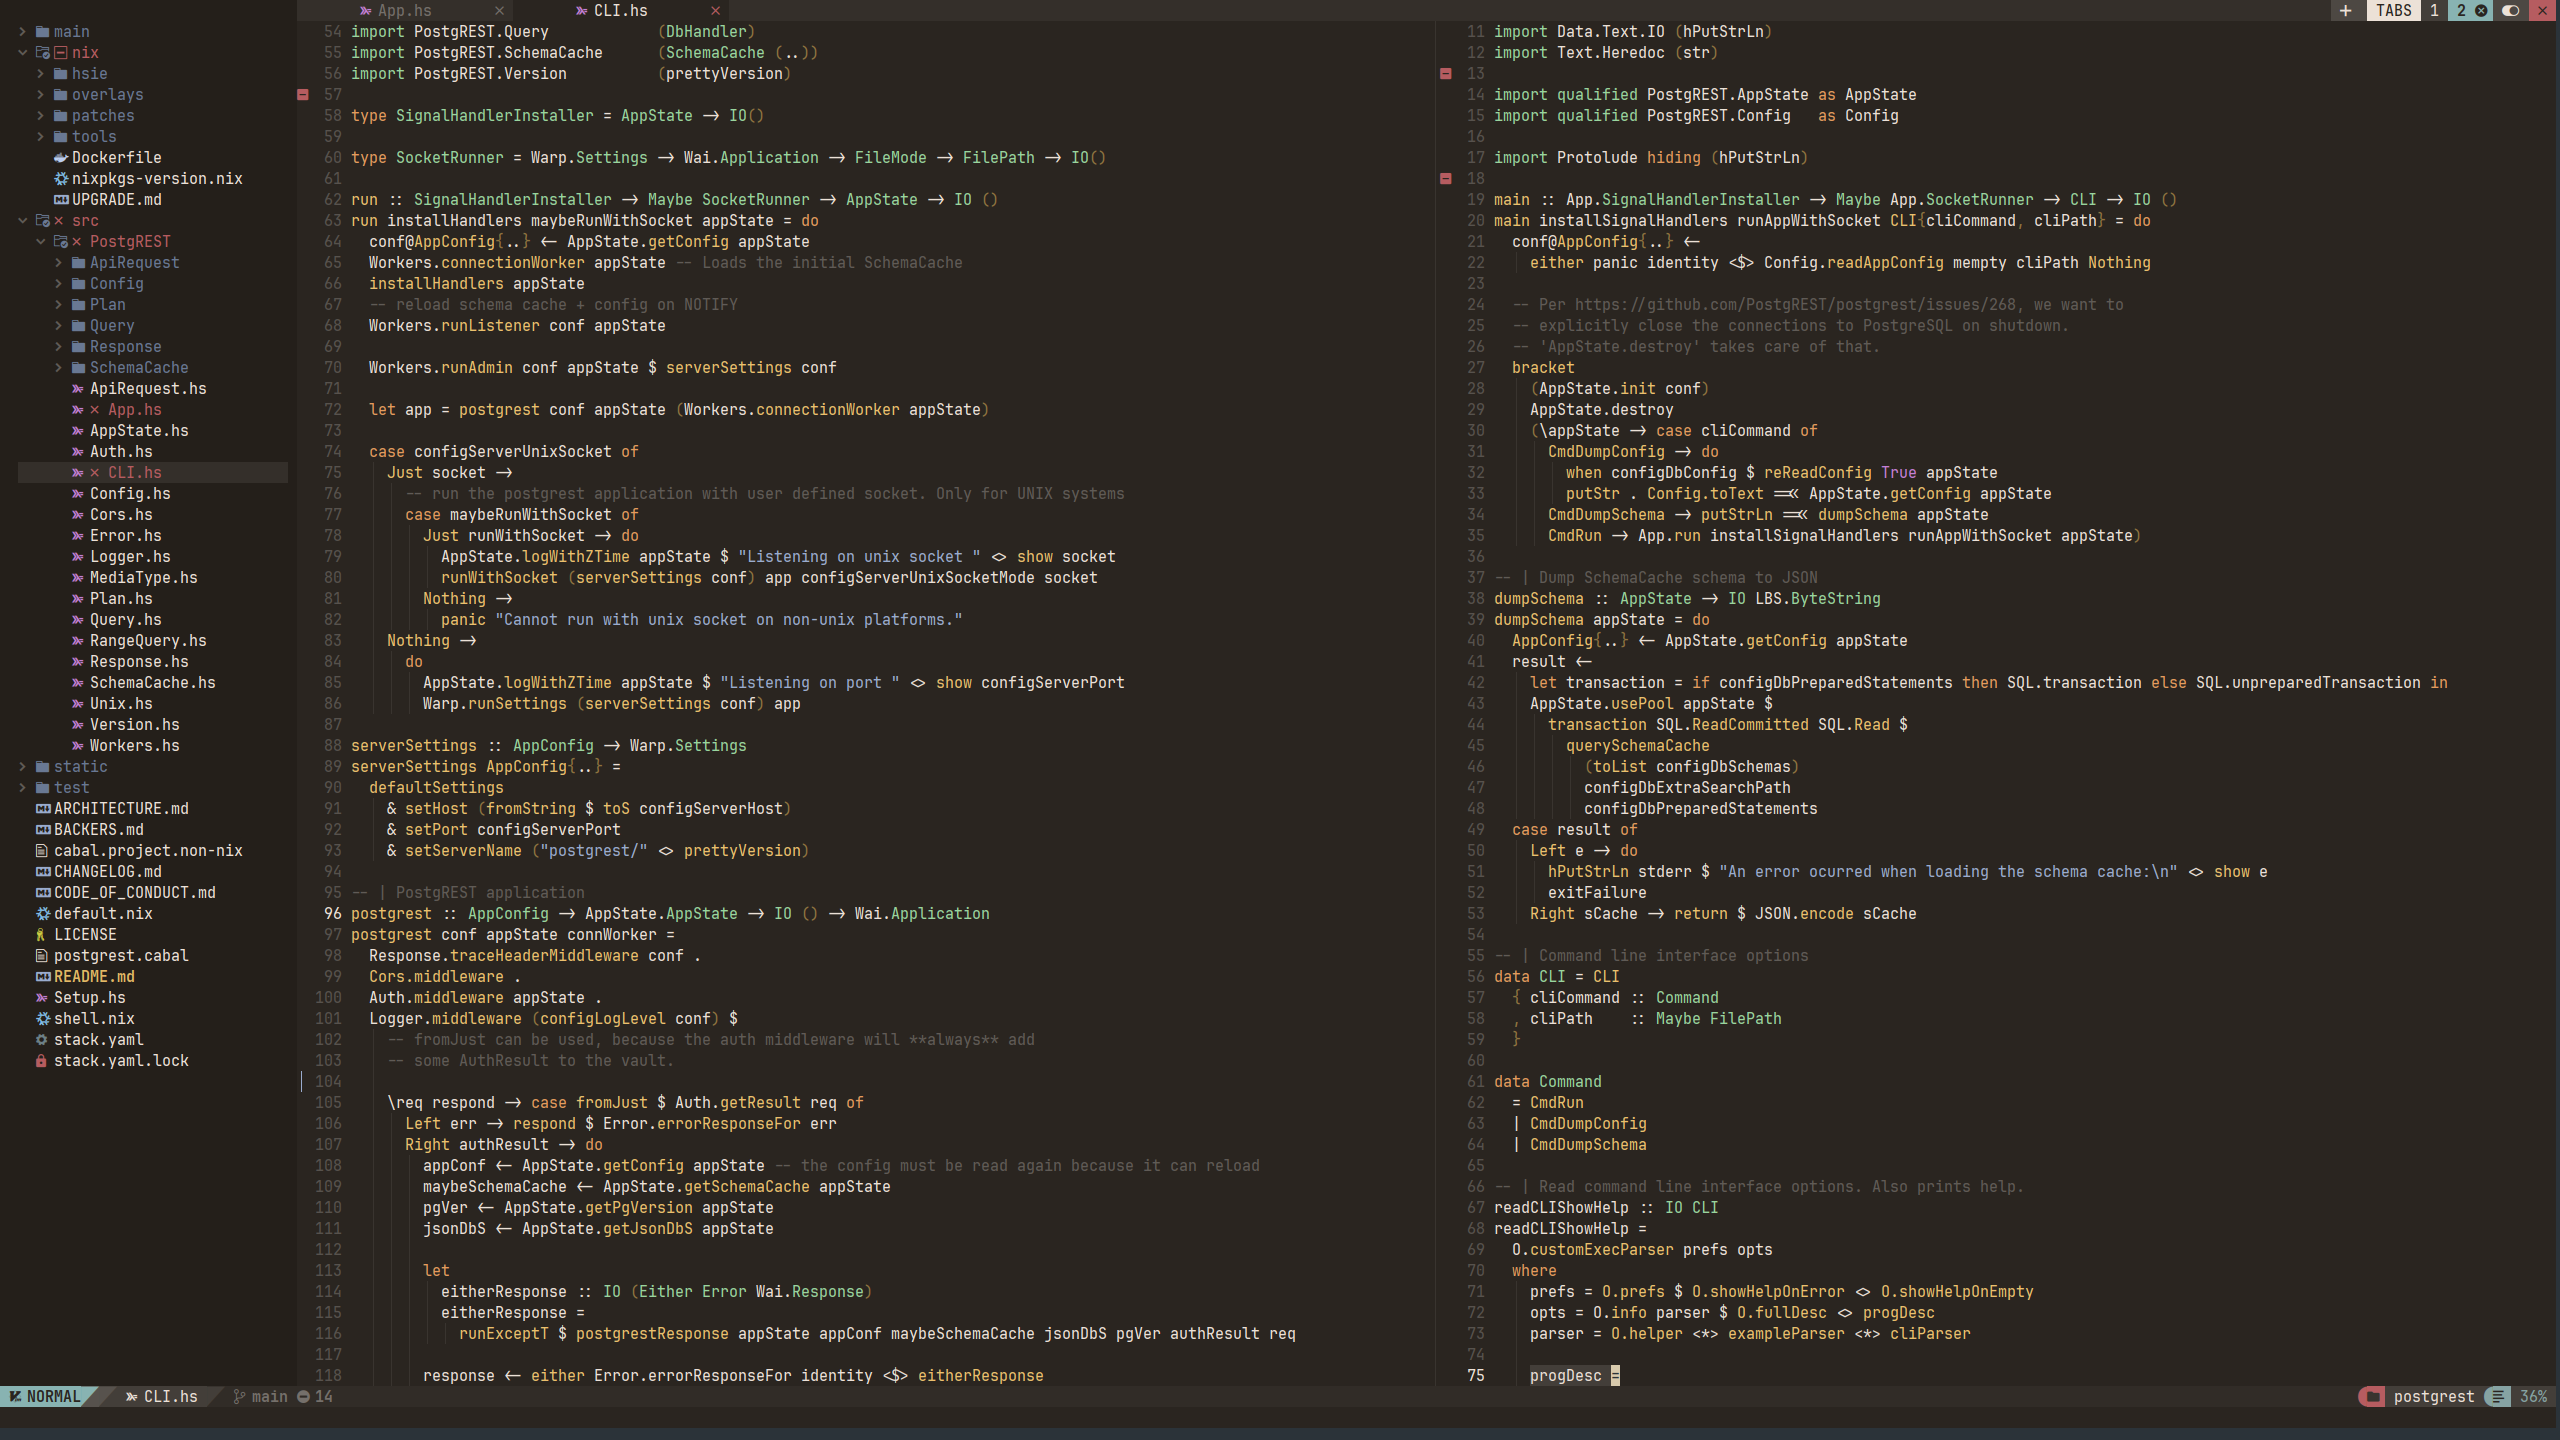 App.hs
CLI.hs
TABS 1 2
main
nix
hsie
overlays
patches
tools
Dockerfile
nixpkgs-version.nix
UPGRADE.md
src
PostgREST
ApiRequest
Config
Plan
Query
Response
SchemaCache
ApiRequest.hs
App.hs
AppState.hs
Auth.hs
CLI.hs
Config.hs
Cors.hs
Error.hs
Logger.hs
MediaType.hs
Plan.hs
Query.hs
RangeQuery.hs
Response.hs
SchemaCache.hs
Unix.hs
Version.hs
Workers.hs
static
test
ARCHITECTURE.md
BACKERS.md
cabal.project.non-nix
CHANGELOG.md
CODE_OF_CONDUCT.md
default.nix
LICENSE
postgrest.cabal
README.md
Setup.hs
shell.nix
stack.yaml
stack.yaml.lock
54 import PostgREST.Query            (DbHandler)
55 import PostgREST.SchemaCache      (SchemaCache (..))
56 import PostgREST.Version          (prettyVersion)
57
58 type SignalHandlerInstaller = AppState -> IO()
59
60 type SocketRunner = Warp.Settings -> Wai.Application -> FileMode -> FilePath -> IO()
61
62 run :: SignalHandlerInstaller -> Maybe SocketRunner -> AppState -> IO ()
63 run installHandlers maybeRunWithSocket appState = do
64   conf@AppConfig{..} <- AppState.getConfig appState
65   Workers.connectionWorker appState -- Loads the initial SchemaCache
66   installHandlers appState
67   -- reload schema cache + config on NOTIFY
68   Workers.runListener conf appState
69
70   Workers.runAdmin conf appState $ serverSettings conf
71
72   let app = postgrest conf appState (Workers.connectionWorker appState)
73
74   case configServerUnixSocket of
75     Just socket ->
76       -- run the postgrest application with user defined socket. Only for UNIX systems
77       case maybeRunWithSocket of
78         Just runWithSocket -> do
79           AppState.logWithZTime appState $ "Listening on unix socket " <> show socket
80           runWithSocket (serverSettings conf) app configServerUnixSocketMode socket
81         Nothing ->
82           panic "Cannot run with unix socket on non-unix platforms."
83     Nothing ->
84       do
85         AppState.logWithZTime appState $ "Listening on port " <> show configServerPort
86         Warp.runSettings (serverSettings conf) app
87
88 serverSettings :: AppConfig -> Warp.Settings
89 serverSettings AppConfig{..} =
90   defaultSettings
91     & setHost (fromString $ toS configServerHost)
92     & setPort configServerPort
93     & setServerName ("postgrest/" <> prettyVersion)
94
95 -- | PostgREST application
96 postgrest :: AppConfig -> AppState.AppState -> IO () -> Wai.Application
97 postgrest conf appState connWorker =
98   Response.traceHeaderMiddleware conf .
99   Cors.middleware .
100   Auth.middleware appState .
101   Logger.middleware (configLogLevel conf) $
102     -- fromJust can be used, because the auth middleware will **always** add
103     -- some AuthResult to the vault.
104
105     \req respond -> case fromJust $ Auth.getResult req of
106       Left err -> respond $ Error.errorResponseFor err
107       Right authResult -> do
108         appConf <- AppState.getConfig appState -- the config must be read again because it can reload
109         maybeSchemaCache <- AppState.getSchemaCache appState
110         pgVer <- AppState.getPgVersion appState
111         jsonDbS <- AppState.getJsonDbS appState
112
113         let
114           eitherResponse :: IO (Either Error Wai.Response)
115           eitherResponse =
116             runExceptT $ postgrestResponse appState appConf maybeSchemaCache jsonDbS pgVer authResult req
117
118         response <- either Error.errorResponseFor identity <$> eitherResponse
11 import Data.Text.IO (hPutStrLn)
12 import Text.Heredoc (str)
13
14 import qualified PostgREST.AppState as AppState
15 import qualified PostgREST.Config   as Config
16
17 import Protolude hiding (hPutStrLn)
18
19 main :: App.SignalHandlerInstaller -> Maybe App.SocketRunner -> CLI -> IO ()
20 main installSignalHandlers runAppWithSocket CLI{cliCommand, cliPath} = do
21   conf@AppConfig{..} <-
22     either panic identity <$> Config.readAppConfig mempty cliPath Nothing
23
24   -- Per https://github.com/PostgREST/postgrest/issues/268, we want to
25   -- explicitly close the connections to PostgreSQL on shutdown.
26   -- 'AppState.destroy' takes care of that.
27   bracket
28     (AppState.init conf)
29     AppState.destroy
30     (\appState -> case cliCommand of
31       CmdDumpConfig -> do
32         when configDbConfig $ reReadConfig True appState
33         putStr . Config.toText =<< AppState.getConfig appState
34       CmdDumpSchema -> putStrLn =<< dumpSchema appState
35       CmdRun -> App.run installSignalHandlers runAppWithSocket appState)
36
37 -- | Dump SchemaCache schema to JSON
38 dumpSchema :: AppState -> IO LBS.ByteString
39 dumpSchema appState = do
40   AppConfig{..} <- AppState.getConfig appState
41   result <-
42     let transaction = if configDbPreparedStatements then SQL.transaction else SQL.unpreparedTransaction in
43     AppState.usePool appState $
44       transaction SQL.ReadCommitted SQL.Read $
45         querySchemaCache
46           (toList configDbSchemas)
47           configDbExtraSearchPath
48           configDbPreparedStatements
49   case result of
50     Left e -> do
51       hPutStrLn stderr $ "An error ocurred when loading the schema cache:\n" <> show e
52       exitFailure
53     Right sCache -> return $ JSON.encode sCache
54
55 -- | Command line interface options
56 data CLI = CLI
57   { cliCommand :: Command
58   , cliPath    :: Maybe FilePath
59   }
60
61 data Command
62   = CmdRun
63   | CmdDumpConfig
64   | CmdDumpSchema
65
66 -- | Read command line interface options. Also prints help.
67 readCLIShowHelp :: IO CLI
68 readCLIShowHelp =
69   O.customExecParser prefs opts
70   where
71     prefs = O.prefs $ O.showHelpOnError <> O.showHelpOnEmpty
72     opts = O.info parser $ O.fullDesc <> progDesc
73     parser = O.helper <*> exampleParser <*> cliParser
74
75     progDesc =
NORMAL CLI.hs main 14
postgrest 36%